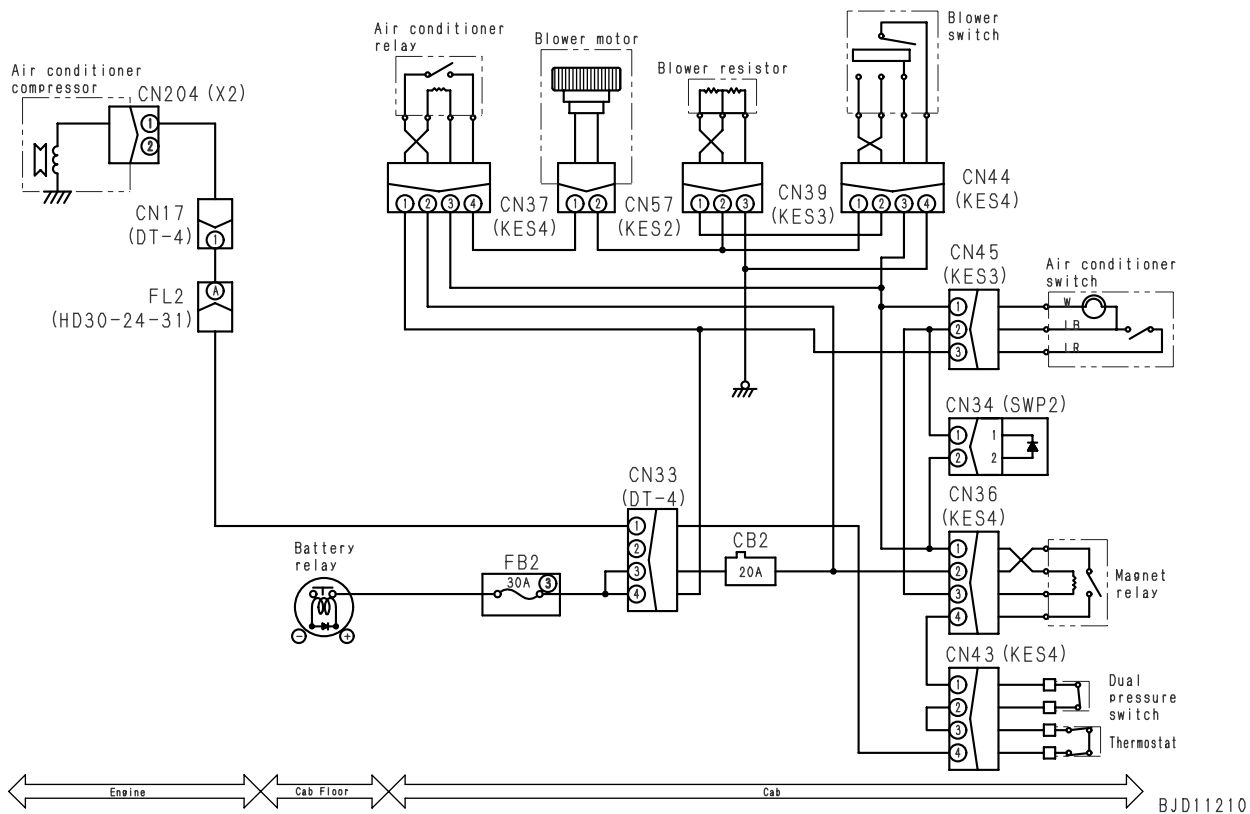 Air conditioner
relay
Blower motor
Blower resistor
Blower
switch
Air conditioner
compressor
CN204 (X2)
1
2
CN17
(DT-4)
1
FL2
(HD30-24-31)
A
1 2 3 4
CN37
(KES4)
1 2
CN57
(KES2)
1 2 3
CN39
(KES3)
1 2 3 4
CN44
(KES4)
CN45
(KES3)
1
2
3
Air conditioner
switch
W
LB
LR
CN34 (SWP2)
1 1
2 2
CN33
(DT-4)
1
2
3
4
CB2
20A
Battery
relay
- +
FB2
30A 3
CN36
(KES4)
1
2
3
4
Magnet
relay
CN43 (KES4)
1
2
3
4
Dual
pressure
switch
Thermostat
Engine
Cab Floor
Cab
BJD11210